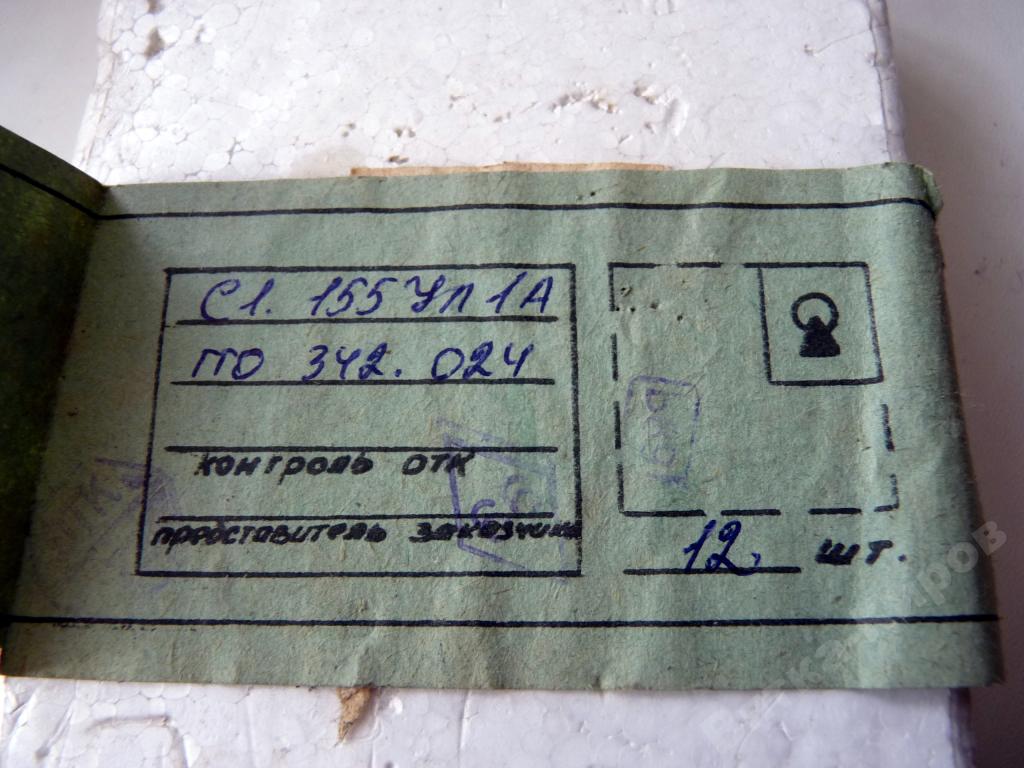 С1. 155УП1А
ПО 342.024
контроль отк
представитель заказчика
12. шт.